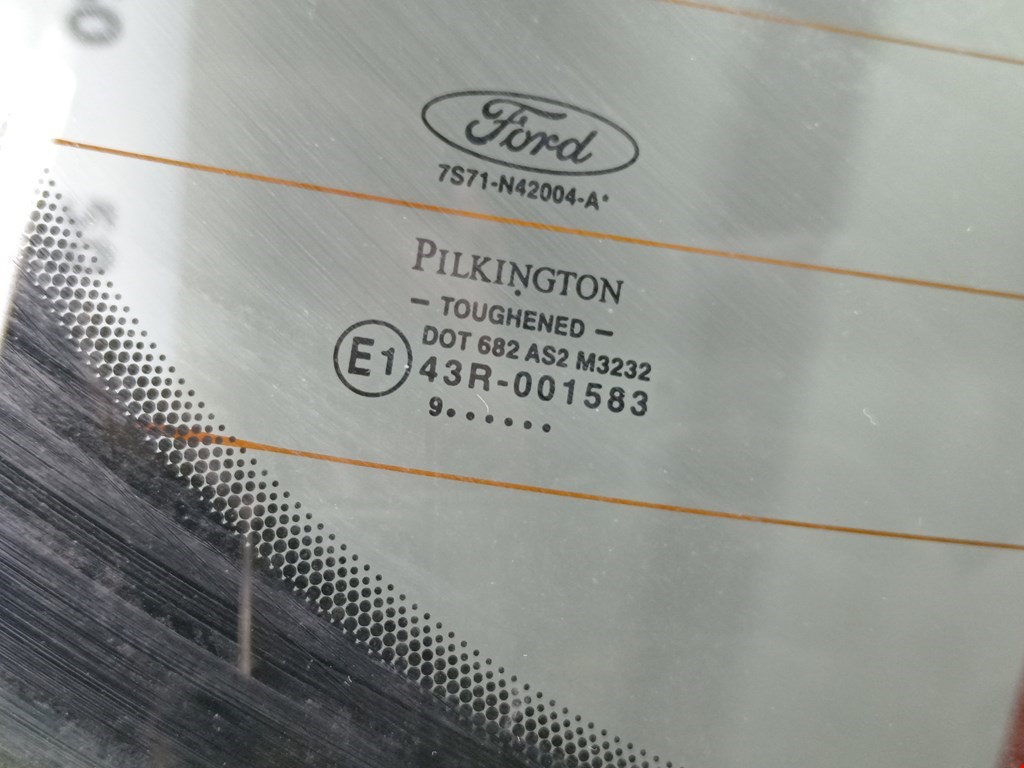 Ford
7S71-N42004-A*
PILKINGTON
- TOUGHENED -
DOT 682 AS2 M3232
E1 43R-001583
9••••••